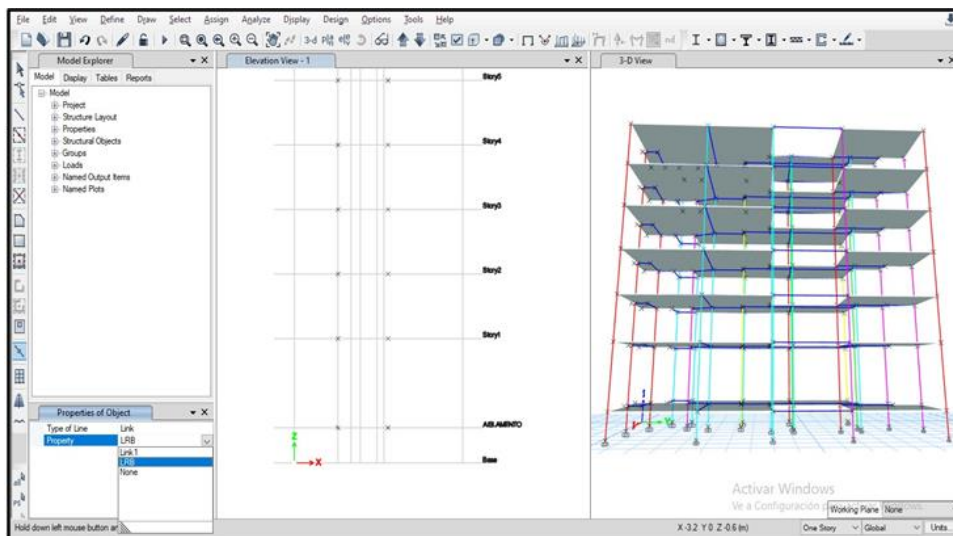 File Edit View Define Draw Select Assign Analyze Display Design Options Tools Help
3-d
Model Explorer
Model Display Tables Reports
Model
Project
Structure Layout
Properties
Structural Objects
Groups
Loads
Named Output Items
Named Plots
Properties of Object
Type of Line Link
Property LRB
Link1
LRB
None
Elevation View - 1
Story5
Story4
Story3
Story2
Story1
AISLAMIENTO
Base
Z
X
3-D View
Activar Windows
Ve a Configuración
Working Plane None
Hold down left mouse button
X -3.2 Y 0 Z -0.6 (m)
One Story Global Units...